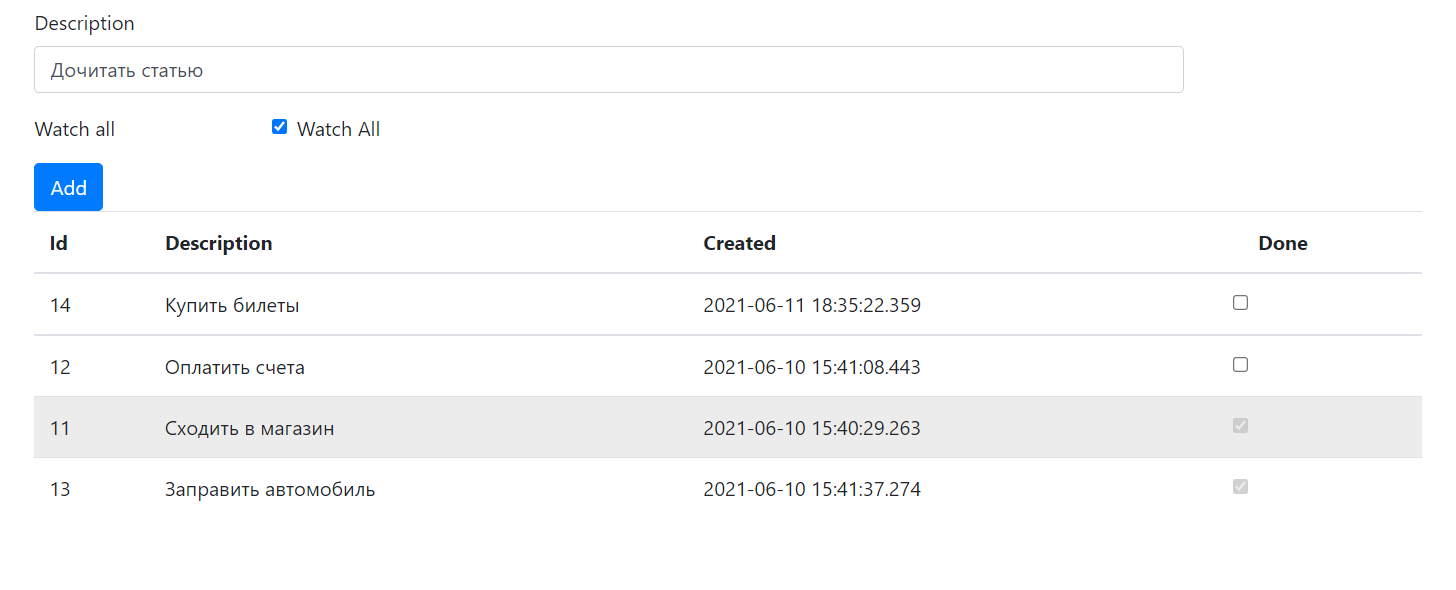 Description
Дочитать статью
Watch all Watch All
Add
Id Description Created Done
14 Купить билеты 2021-06-11 18:35:22.359
12 Оплатить счета 2021-06-10 15:41:08.443
11 Сходить в магазин 2021-06-10 15:40:29.263
13 Заправить автомобиль 2021-06-10 15:41:37.274